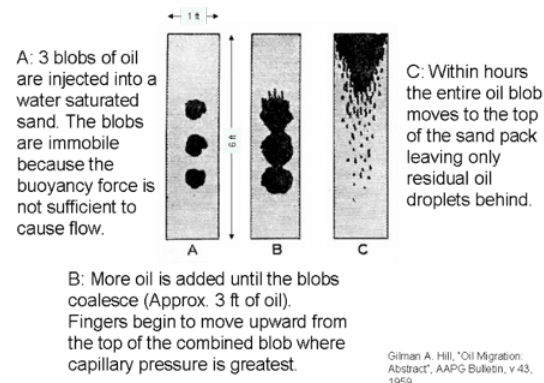 1 ft
A: 3 blobs of oil
are injected into a
water saturated
sand. The blobs
are immobile
because the
buoyancy force is
not sufficient to
cause flow.
6 ft
C: Within hours
the entire oil blob
moves to the top
of the sand pack
leaving only
residual oil
droplets behind.
A
B
C
B: More oil is added until the blobs
coalesce (Approx. 3 ft of oil).
Fingers begin to move upward from
the top of the combined blob where
capillary pressure is greatest.
Gilman A. Hill, "Oil Migration:
Abstract", AAPG Bulletin, v 43,
1959